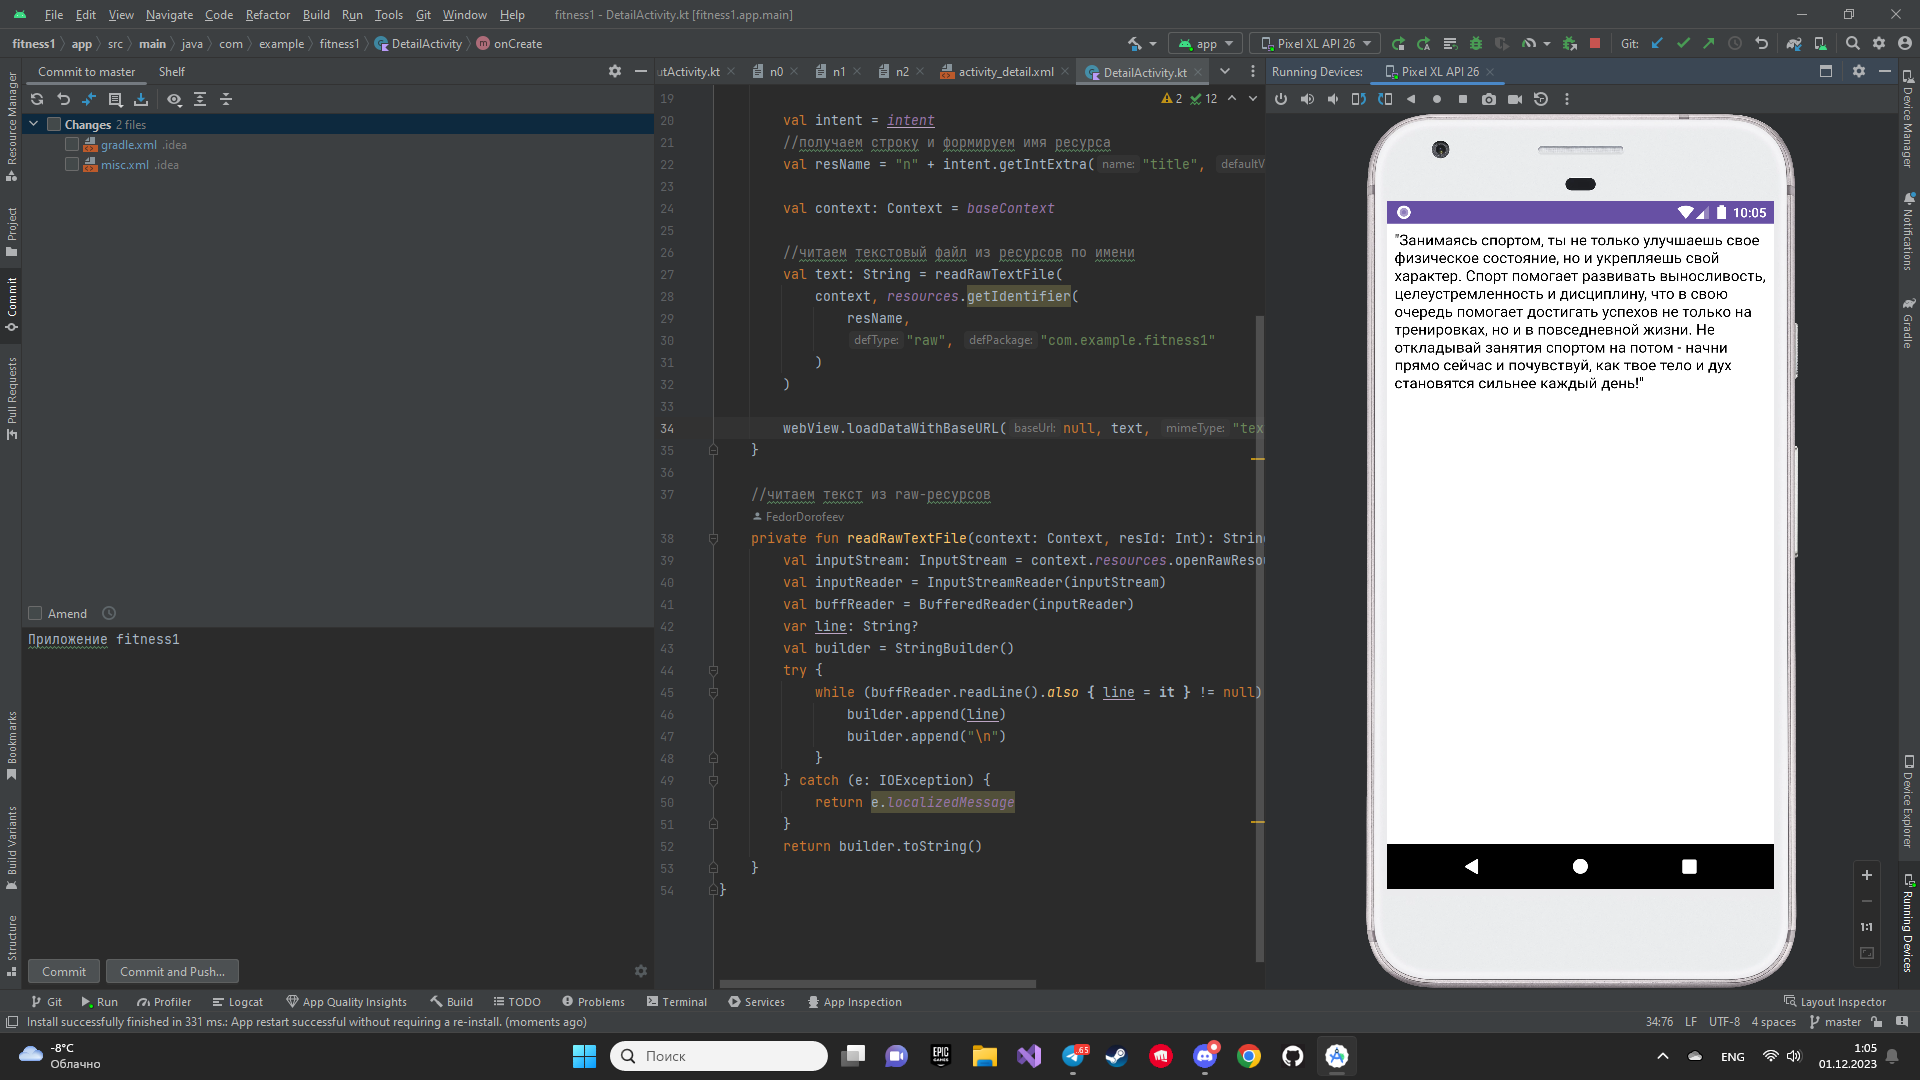 File Edit View Navigate Code Refactor Build Run Tools Git Window Help fitness1 - DetailActivity.kt [fitness1.app.main]
fitness1 app src main java com example fitness1 DetailActivity onCreate app Pixel XL API 26 Git:
Commit to master Shelf
utActivity.kt n0 n1 n2 activity_detail.xml DetailActivity.kt
Running Devices: Pixel XL API 26
Changes 2 files
gradle.xml .idea
misc.xml .idea
Amend
Приложение fitness1
Commit Commit and Push...
Resource Manager
Project
Commit
Pull Requests
Bookmarks
Build Variants
Structure
2 12
19
20 val intent = intent
21 //получаем строку и формируем имя ресурса
22 val resName = "n" + intent.getIntExtra( name: "title", defaultV
23
24 val context: Context = baseContext
25
26 //читаем текстовый файл из ресурсов по имени
27 val text: String = readRawTextFile(
28 context, resources.getIdentifier(
29 resName,
30 defType: "raw", defPackage: "com.example.fitness1"
31 )
32 )
33
34 webView.loadDataWithBaseURL( baseUrl: null, text, mimeType: "tex
35 }
36
37 //читаем текст из raw-ресурсов
FedorDorofeev
38 private fun readRawTextFile(context: Context, resId: Int): Strin
39 val inputStream: InputStream = context.resources.openRawResou
40 val inputReader = InputStreamReader(inputStream)
41 val buffReader = BufferedReader(inputReader)
42 var line: String?
43 val builder = StringBuilder()
44 try {
45 while (buffReader.readLine().also { line = it } != null)
46 builder.append(line)
47 builder.append("\n")
48 }
49 } catch (e: IOException) {
50 return e.localizedMessage
51 }
52 return builder.toString()
53 }
54 }
10:05
"Занимаясь спортом, ты не только улучшаешь свое
физическое состояние, но и укрепляешь свой
характер. Спорт помогает развивать выносливость,
целеустремленность и дисциплину, что в свою
очередь помогает достигать успехов не только на
тренировках, но и в повседневной жизни. Не
откладывай занятия спортом на потом - начни
прямо сейчас и почувствуй, как твое тело и дух
становятся сильнее каждый день!"
1:1
Device Manager
Notifications
Gradle
Device Explorer
Running Devices
Git Run Profiler Logcat App Quality Insights Build TODO Problems Terminal Services App Inspection Layout Inspector
Install successfully finished in 331 ms.: App restart successful without requiring a re-install. (moments ago) 34:76 LF UTF-8 4 spaces master
-8°C
Облачно
Поиск
EPIC GAMES
65
ENG
1:05
01.12.2023